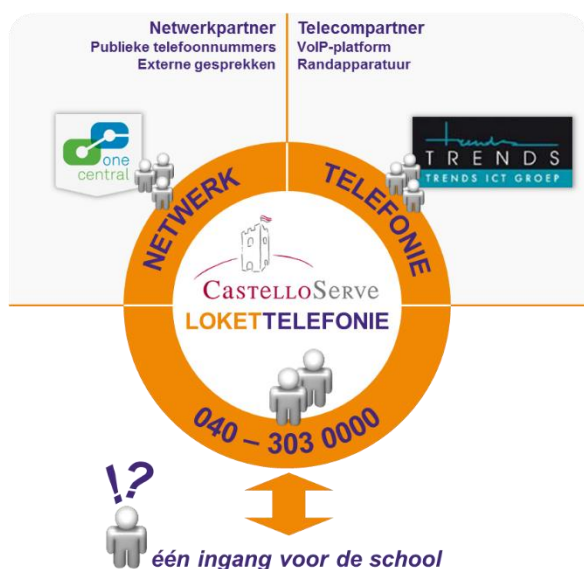 Netwerkpartner
Publieke telefoonnummers
Externe gesprekken
Telecompartner
VoIP-platform
Randapparatuur
one
central
trends
TRENDS
TRENDS ICT GROEP
NETWERK
TELEFONIE
CASTELLOSERVE
LOKETTELEFONIE
040 – 303 0000
!?
één ingang voor de school